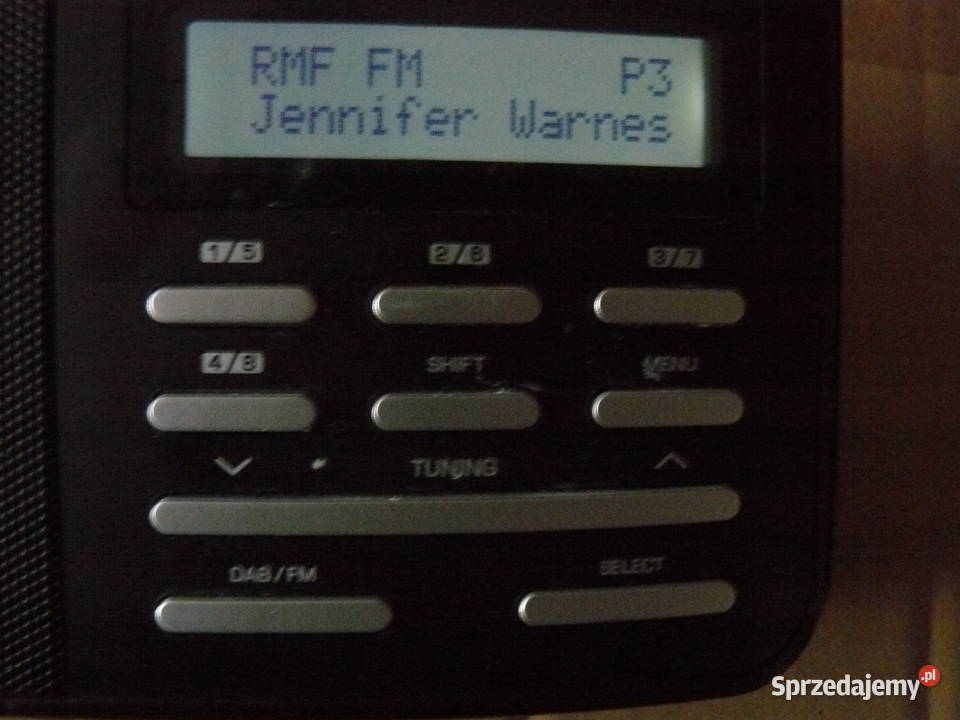 RMF FM P3
Jennifer Warnes
1/5 2/6 3/7
4/8 SHIFT MENU
TUNING
DAB/FM SELECT
Sprzedajemy.pl